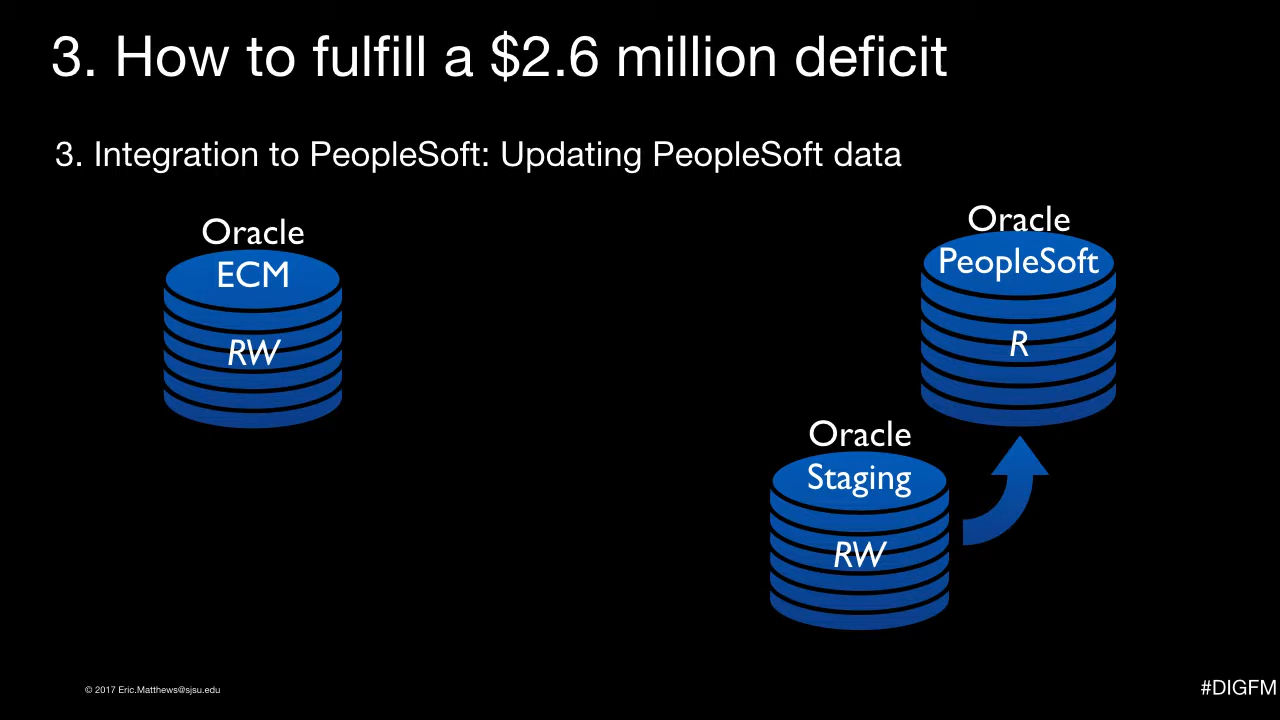 3. How to fulfill a $2.6 million deficit
3. Integration to PeopleSoft: Updating PeopleSoft data
Oracle
ECM
RW
Oracle
PeopleSoft
R
Oracle
Staging
RW
© 2017 Eric.Matthews@sjsu.edu
#DIGFM